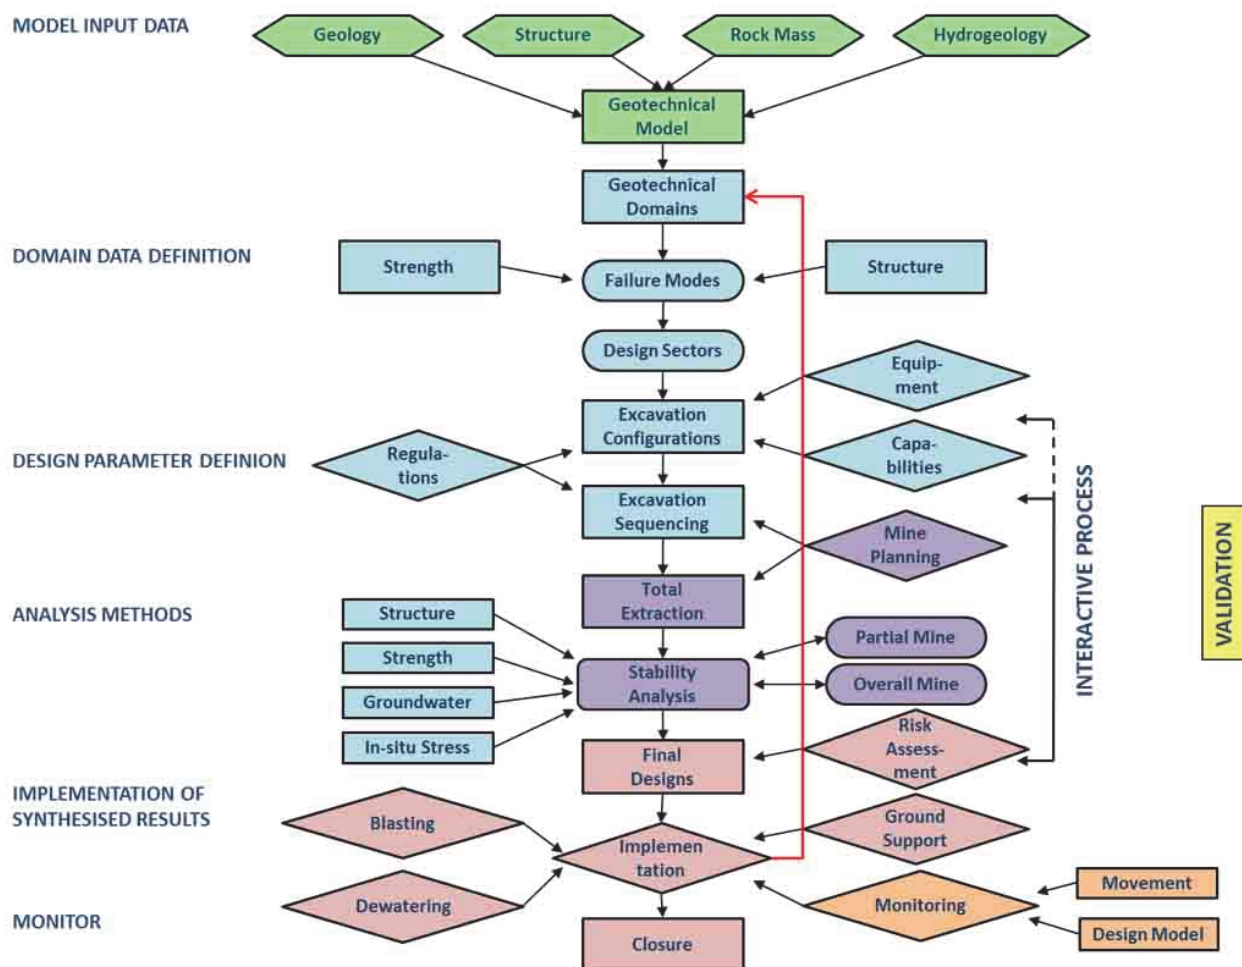 MODEL INPUT DATA
Geology
Structure
Rock Mass
Hydrogeology
Geotechnical
Model
Geotechnical
Domains
DOMAIN DATA DEFINITION
Strength
Failure Modes
Structure
Design Sectors
Equip-
ment
Excavation
Configurations
DESIGN PARAMETER DEFINION
Regula-
tions
Capa-
bilities
Excavation
Sequencing
Mine
Planning
INTERACTIVE PROCESS
VALIDATION
Total
Extraction
ANALYSIS METHODS
Structure
Strength
Groundwater
In-situ Stress
Stability
Analysis
Partial Mine
Overall Mine
Final
Designs
Risk
Assess-
ment
IMPLEMENTATION OF
SYNTHESISED RESULTS
Blasting
Implemen
tation
Ground
Support
Dewatering
Monitoring
Movement
Design Model
MONITOR
Closure